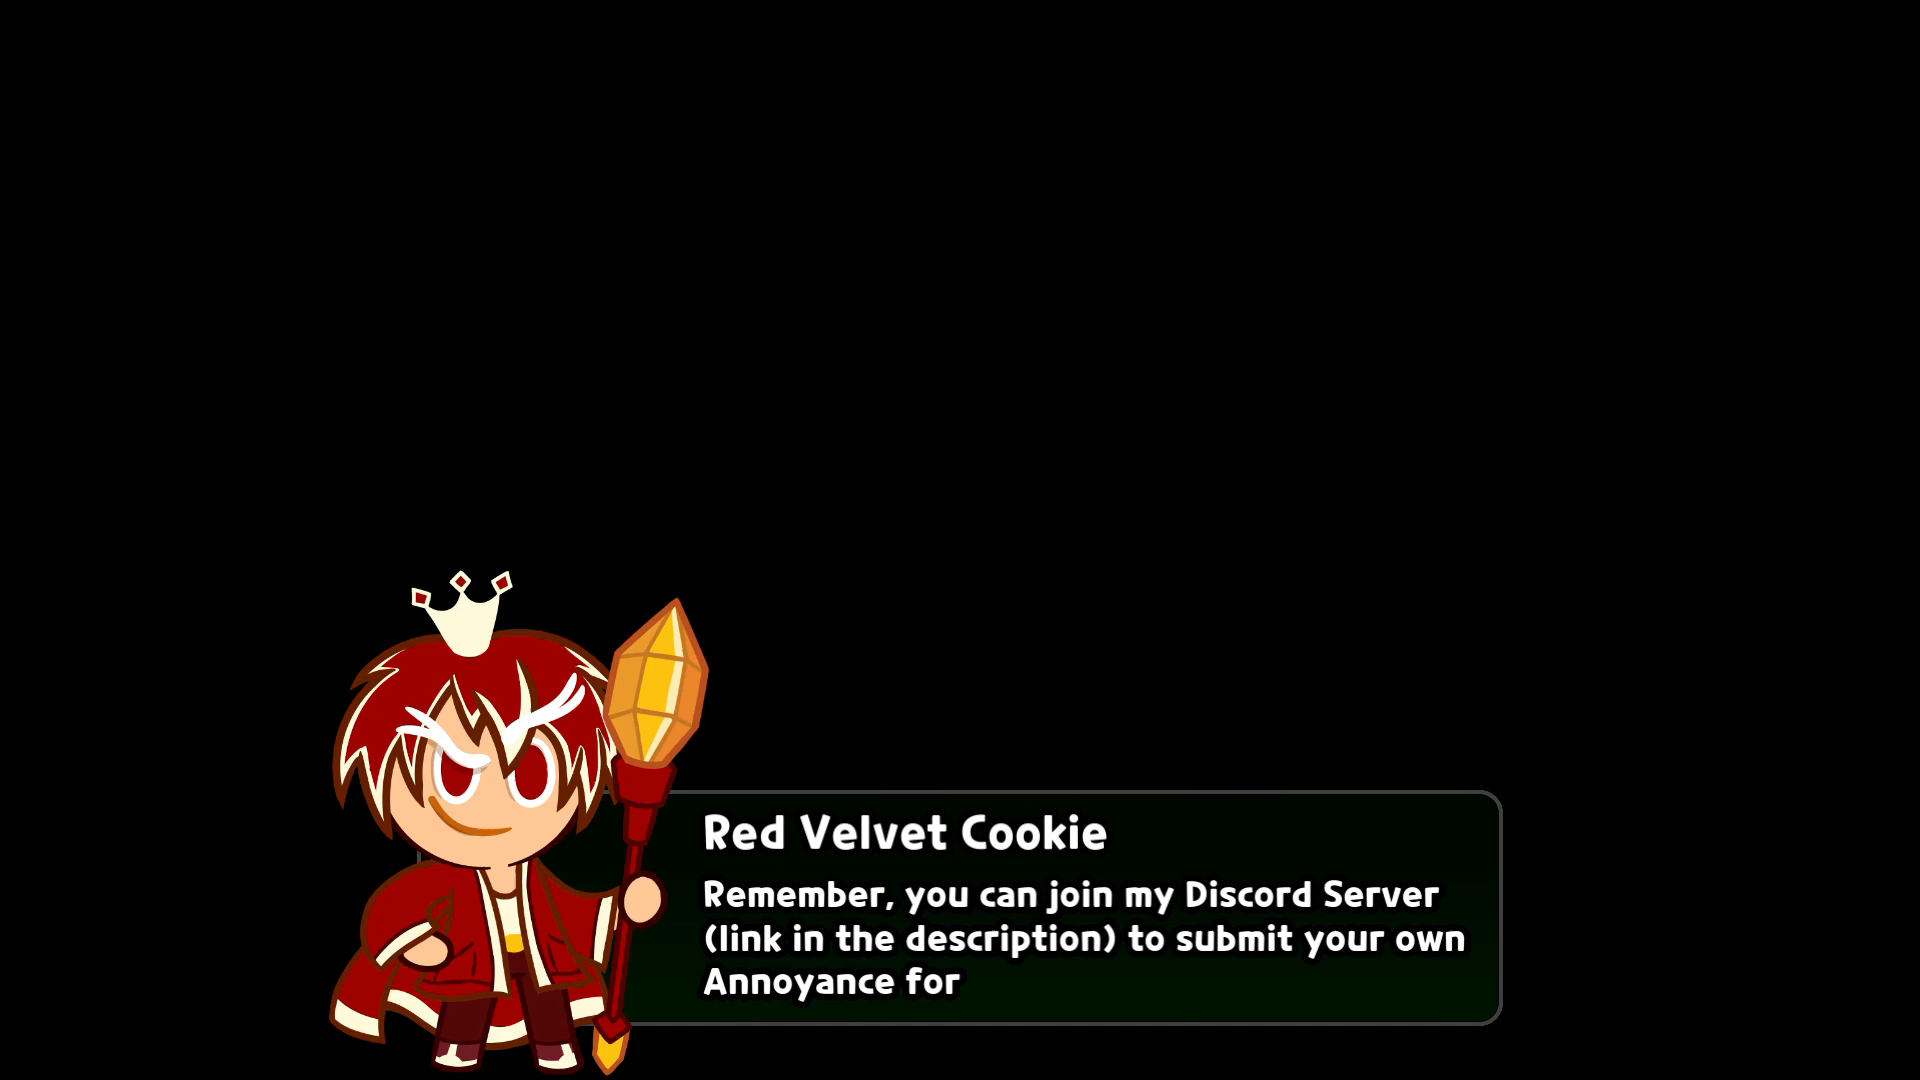 Red Velvet Cookie
Remember, you can join my Discord Server
(link in the description) to submit your own
Annoyance for